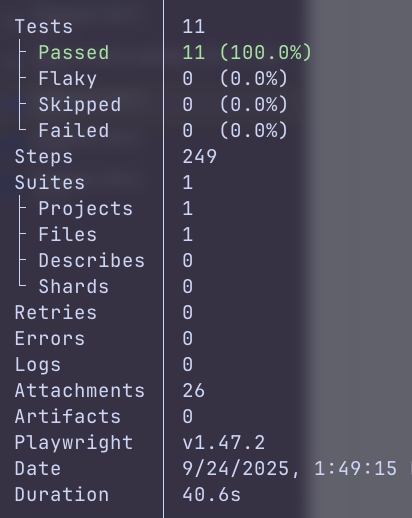 Tests 11
Passed 11 (100.0%)
Flaky 0 (0.0%)
Skipped 0 (0.0%)
Failed 0 (0.0%)
Steps 249
Suites 1
Projects 1
Files 1
Describes 0
Shards 0
Retries 0
Errors 0
Logs 0
Attachments 26
Artifacts 0
Playwright v1.47.2
Date 9/24/2025, 1:49:15
Duration 40.6s